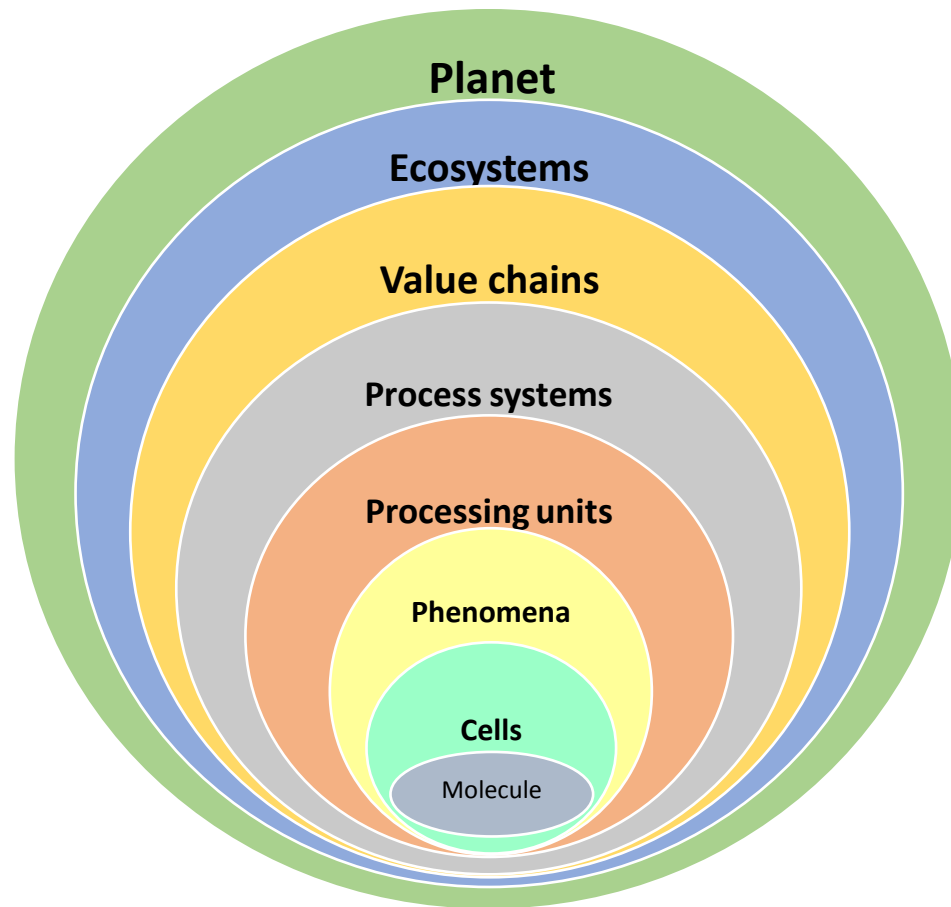 Planet
Ecosystems
Value chains
Process systems
Processing units
Phenomena
Cells
Molecule